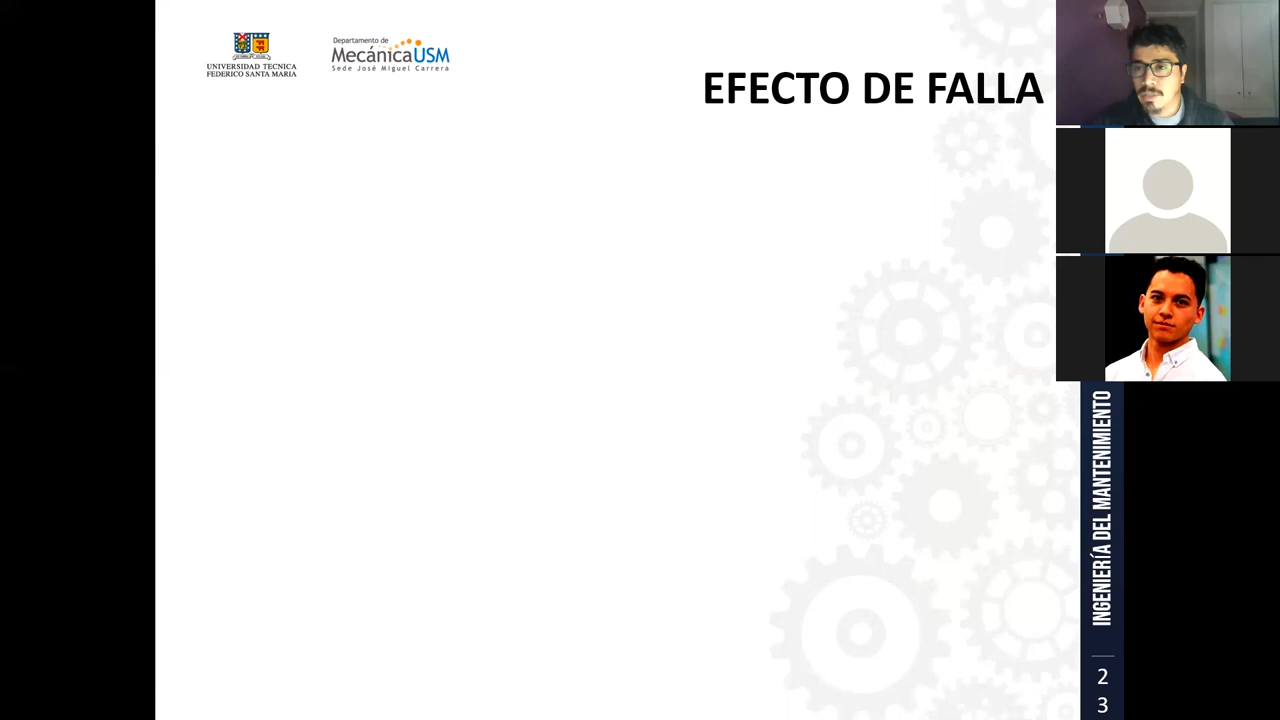 UNIVERSIDAD TECNICA
FEDERICO SANTA MARIA
Departamento de
MecánicaUSM
Sede José Miguel Carrera
EFECTO DE FALLA
INGENIERÍA DEL MANTENIMIENTO
2
3